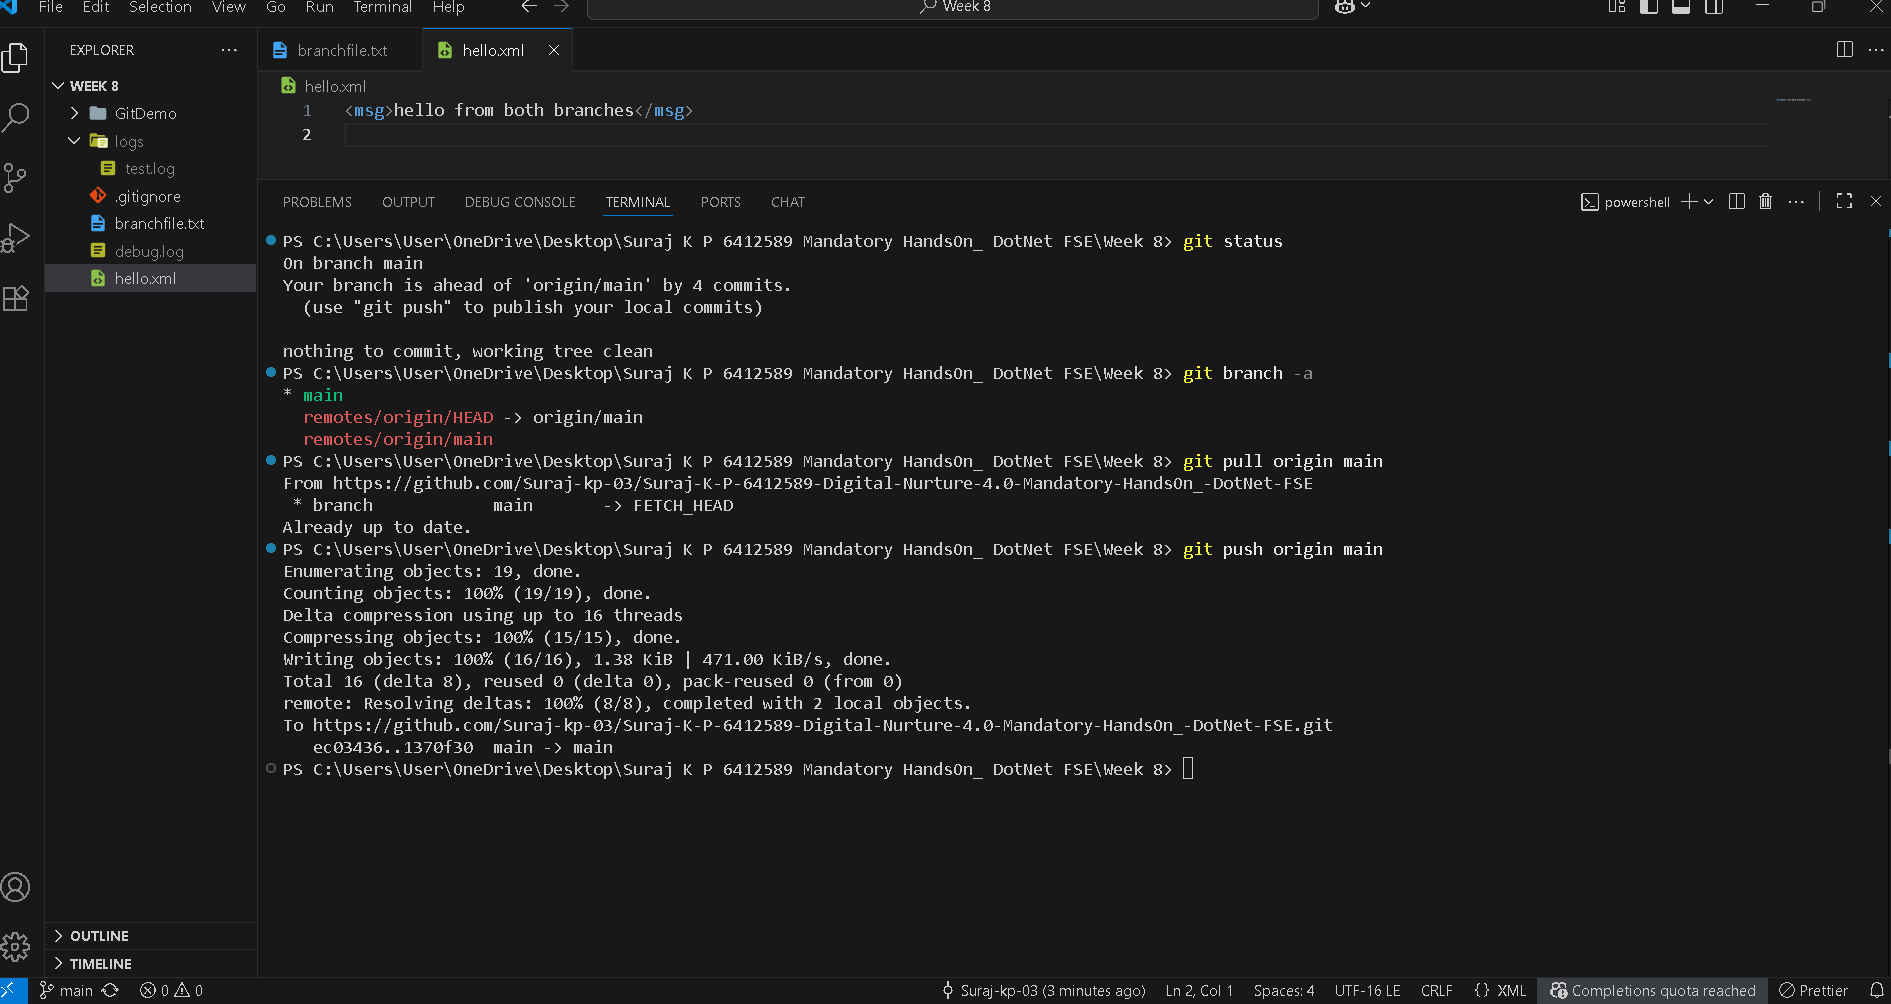 File Edit Selection View Go Run Terminal Help
Week 8
EXPLORER
WEEK 8
GitDemo
logs
test.log
.gitignore
branchfile.txt
debug.log
hello.xml
OUTLINE
TIMELINE
branchfile.txt
hello.xml
hello.xml
1 <msg>hello from both branches</msg>
2
PROBLEMS OUTPUT DEBUG CONSOLE TERMINAL PORTS CHAT
powershell
PS C:\Users\User\OneDrive\Desktop\Suraj K P 6412589 Mandatory HandsOn_ DotNet FSE\Week 8> git status
On branch main
Your branch is ahead of 'origin/main' by 4 commits.
(use "git push" to publish your local commits)
nothing to commit, working tree clean
PS C:\Users\User\OneDrive\Desktop\Suraj K P 6412589 Mandatory HandsOn_ DotNet FSE\Week 8> git branch -a
* main
remotes/origin/HEAD -> origin/main
remotes/origin/main
PS C:\Users\User\OneDrive\Desktop\Suraj K P 6412589 Mandatory HandsOn_ DotNet FSE\Week 8> git pull origin main
From https://github.com/Suraj-kp-03/Suraj-K-P-6412589-Digital-Nurture-4.0-Mandatory-HandsOn_-DotNet-FSE
* branch main -> FETCH_HEAD
Already up to date.
PS C:\Users\User\OneDrive\Desktop\Suraj K P 6412589 Mandatory HandsOn_ DotNet FSE\Week 8> git push origin main
Enumerating objects: 19, done.
Counting objects: 100% (19/19), done.
Delta compression using up to 16 threads
Compressing objects: 100% (15/15), done.
Writing objects: 100% (16/16), 1.38 KiB | 471.00 KiB/s, done.
Total 16 (delta 8), reused 0 (delta 0), pack-reused 0 (from 0)
remote: Resolving deltas: 100% (8/8), completed with 2 local objects.
To https://github.com/Suraj-kp-03/Suraj-K-P-6412589-Digital-Nurture-4.0-Mandatory-HandsOn_-DotNet-FSE.git
ec03436..1370f30 main -> main
PS C:\Users\User\OneDrive\Desktop\Suraj K P 6412589 Mandatory HandsOn_ DotNet FSE\Week 8>
main 0 0 Suraj-kp-03 (3 minutes ago) Ln 2, Col 1 Spaces: 4 UTF-16 LE CRLF {} XML Completions quota reached Prettier